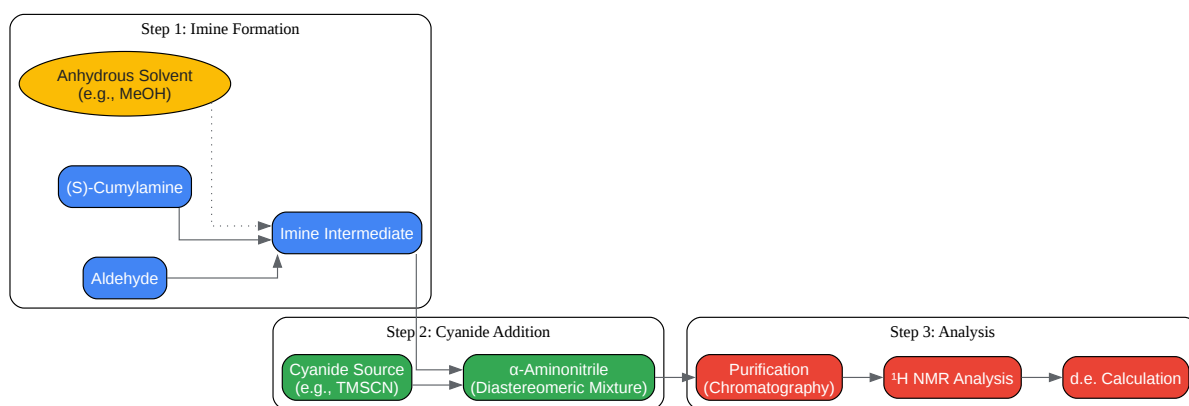 Step 1: Imine Formation
Anhydrous Solvent
(e.g., MeOH)
(S)-Cumylamine
Imine Intermediate
Aldehyde
Step 2: Cyanide Addition
Cyanide Source
(e.g., TMSCN)
α-Aminonitrile
(Diastereomeric Mixture)
Step 3: Analysis
Purification
(Chromatography)
¹H NMR Analysis
d.e. Calculation